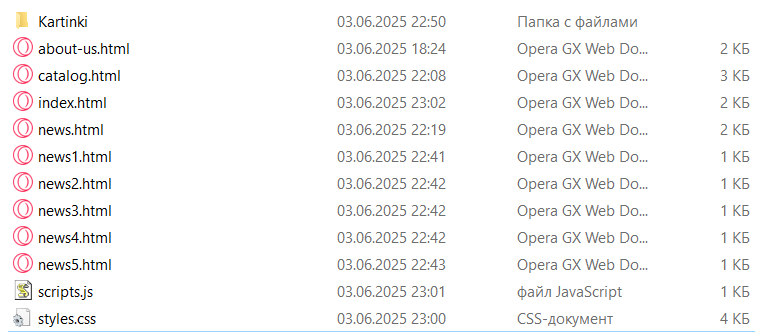 Kartinki 03.06.2025 22:50 Папка с файлами
about-us.html 03.06.2025 18:24 Opera GX Web Do... 2 КБ
catalog.html 03.06.2025 22:08 Opera GX Web Do... 3 КБ
index.html 03.06.2025 23:02 Opera GX Web Do... 2 КБ
news.html 03.06.2025 22:19 Opera GX Web Do... 2 КБ
news1.html 03.06.2025 22:41 Opera GX Web Do... 1 КБ
news2.html 03.06.2025 22:42 Opera GX Web Do... 1 КБ
news3.html 03.06.2025 22:42 Opera GX Web Do... 1 КБ
news4.html 03.06.2025 22:42 Opera GX Web Do... 1 КБ
news5.html 03.06.2025 22:43 Opera GX Web Do... 1 КБ
scripts.js 03.06.2025 23:01 файл JavaScript 1 КБ
styles.css 03.06.2025 23:00 CSS-документ 4 КБ